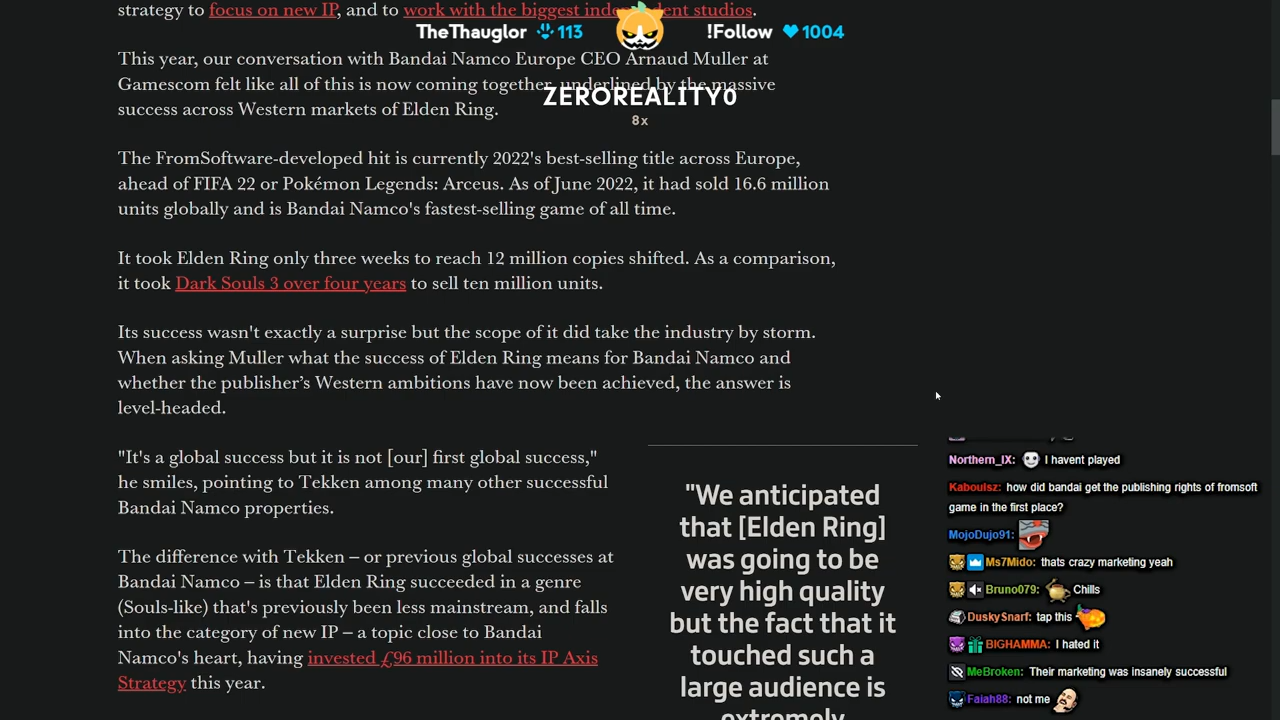 strategy to focus on new IP, and to work with the biggest independent studios.
TheThauglor 113 !Follow 1004
This year, our conversation with Bandai Namco Europe CEO Arnaud Muller at
Gamescom felt like all of this is now coming together, underlined by the massive
success across Western markets of Elden Ring.
ZEROREALITY0
8x
The FromSoftware-developed hit is currently 2022's best-selling title across Europe,
ahead of FIFA 22 or Pokémon Legends: Arceus. As of June 2022, it had sold 16.6 million
units globally and is Bandai Namco's fastest-selling game of all time.
It took Elden Ring only three weeks to reach 12 million copies shifted. As a comparison,
it took Dark Souls 3 over four years to sell ten million units.
Its success wasn't exactly a surprise but the scope of it did take the industry by storm.
When asking Muller what the success of Elden Ring means for Bandai Namco and
whether the publisher's Western ambitions have now been achieved, the answer is
level-headed.
"It's a global success but it is not [our] first global success,"
he smiles, pointing to Tekken among many other successful
Bandai Namco properties.
The difference with Tekken – or previous global successes at
Bandai Namco – is that Elden Ring succeeded in a genre
(Souls-like) that's previously been less mainstream, and falls
into the category of new IP – a topic close to Bandai
Namco's heart, having invested £96 million into its IP Axis
Strategy this year.
"We anticipated
that [Elden Ring]
was going to be
very high quality
but the fact that it
touched such a
large audience is
extremely
Northern_IX: I havent played
Kaboulsz: how did bandai get the publishing rights of fromsoft
game in the first place?
MojoDujo91:
Ms7Mido: thats crazy marketing yeah
Bruno079: Chills
DuskySnarf: tap this
BIGHAMMA: I hated it
MeBroken: Their marketing was insanely successful
Faiah88: not me